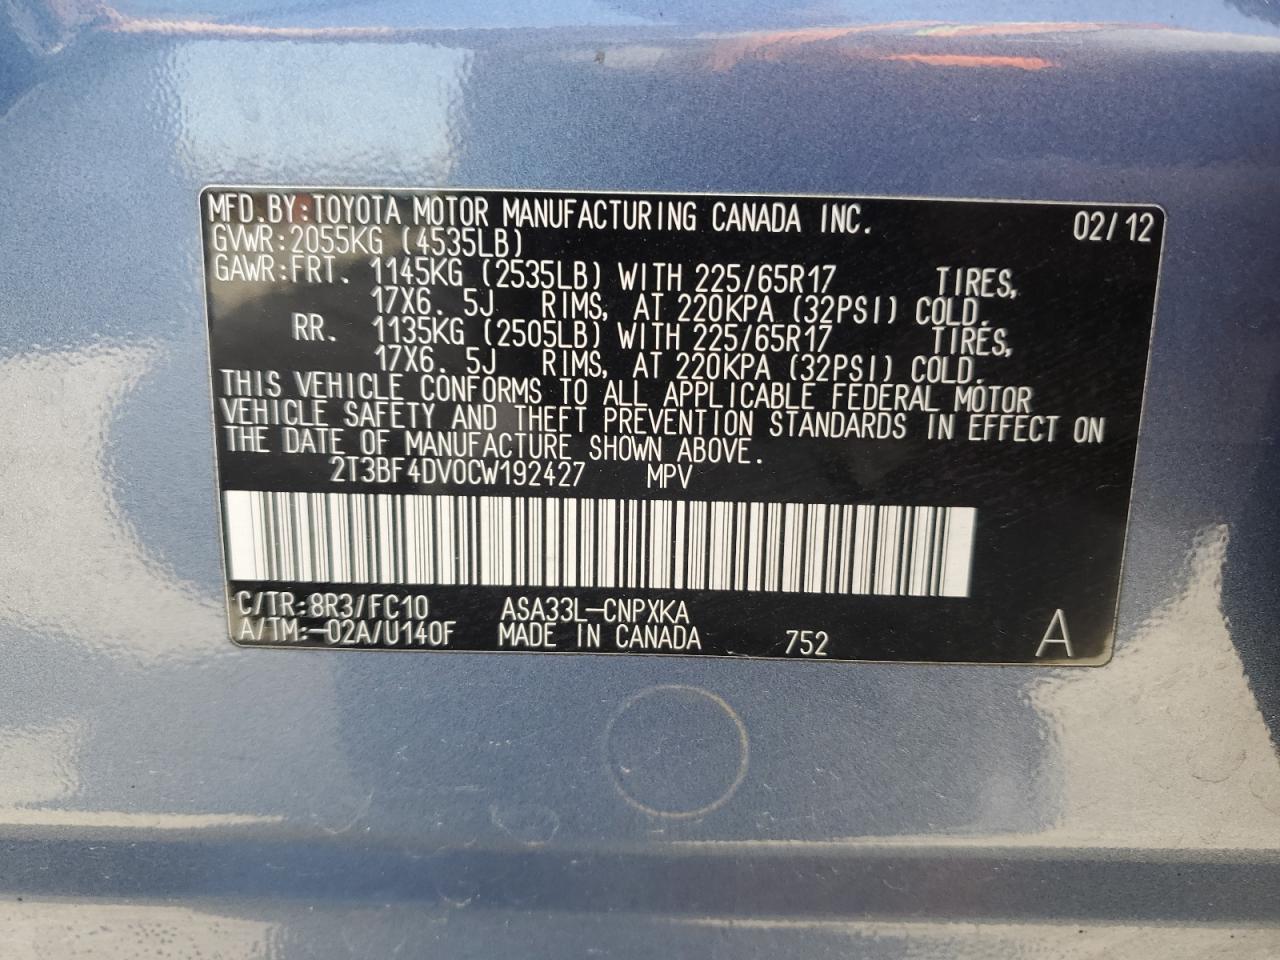 MFD.BY:TOYOTA MOTOR MANUFACTURING CANADA INC. 02/12
GVWR:2055KG (4535LB)
GAWR:FRT. 1145KG (2535LB) WITH 225/65R17 TIRES,
17X6.5J RIMS, AT 220KPA (32PSI) COLD.
RR. 1135KG (2505LB) WITH 225/65R17 TIRES,
17X6.5J RIMS, AT 220KPA (32PSI) COLD.
THIS VEHICLE CONFORMS TO ALL APPLICABLE FEDERAL MOTOR
VEHICLE SAFETY AND THEFT PREVENTION STANDARDS IN EFFECT ON
THE DATE OF MANUFACTURE SHOWN ABOVE.
2T3BF4DV0CW192427 MPV
C/TR:8R3/FC10 ASA33L-CNPXKA
A/TM:-02A/U140F MADE IN CANADA 752 A